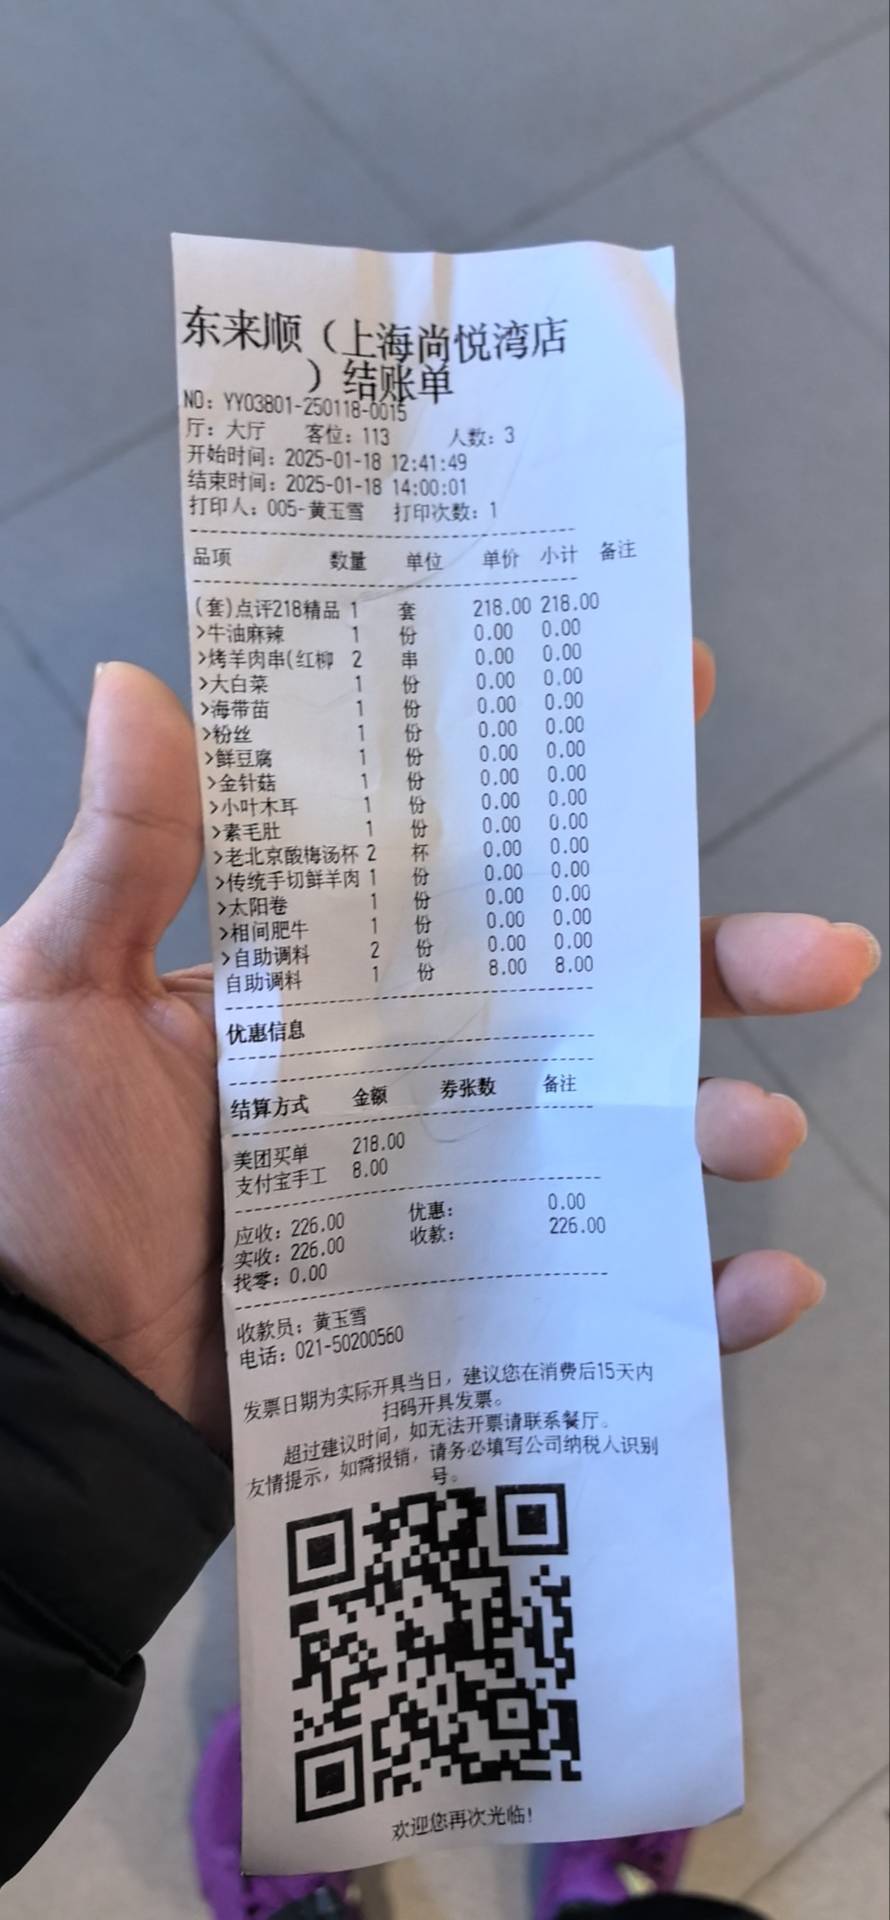 东来顺（上海尚悦湾店
）结账单
NO: YY03801-250118-0015
厅: 大厅 客位: 113 人数: 3
开始时间: 2025-01-18 12:41:49
结束时间: 2025-01-18 14:00:01
打印人: 005-黄玉雪 打印次数: 1
品项 数量 单位 单价 小计 备注
(套)点评218精品 1 套 218.00 218.00
>牛油麻辣 1 份 0.00 0.00
>烤羊肉串(红柳 2 串 0.00 0.00
>大白菜 1 份 0.00 0.00
>海带苗 1 份 0.00 0.00
>粉丝 1 份 0.00 0.00
>鲜豆腐 1 份 0.00 0.00
>金针菇 1 份 0.00 0.00
>小叶木耳 1 份 0.00 0.00
>素毛肚 1 份 0.00 0.00
>老北京酸梅汤杯 2 杯 0.00 0.00
>传统手切鲜羊肉 1 份 0.00 0.00
>太阳卷 1 份 0.00 0.00
>相间肥牛 1 份 0.00 0.00
>自助调料 2 份 0.00 0.00
自助调料 1 份 8.00 8.00
优惠信息
结算方式 金额 券张数 备注
美团买单 218.00
支付宝手工 8.00
应收: 226.00 优惠: 0.00
实收: 226.00 收款: 226.00
找零: 0.00
收款员: 黄玉雪
电话: 021-50200560
发票日期为实际开具当日，建议您在消费后15天内
扫码开具发票。
超过建议时间，如无法开票请联系餐厅。
友情提示，如需报销，请务必填写公司纳税人识别
号。
欢迎您再次光临!